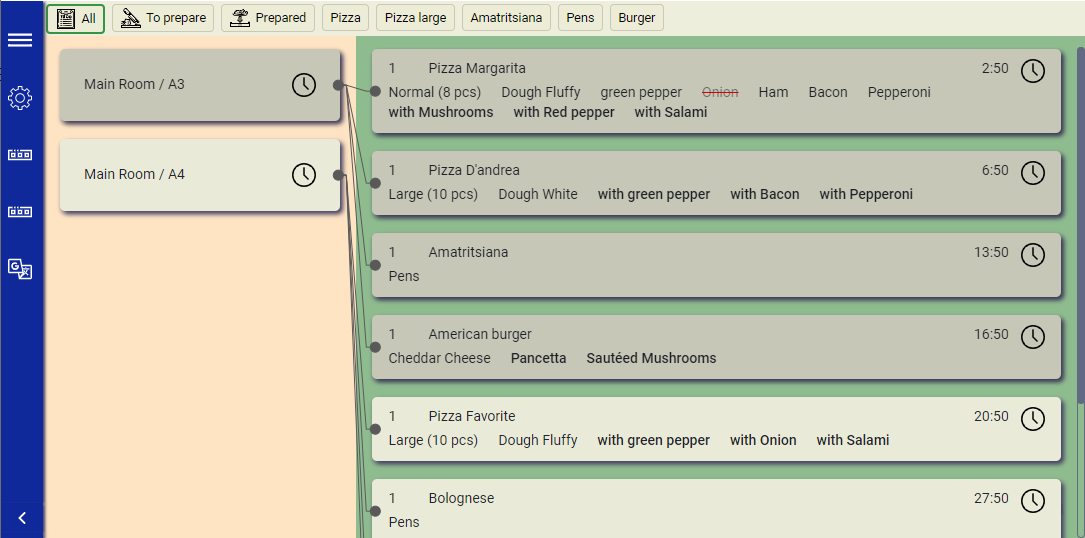 All To prepare Prepared Pizza Pizza large Amatritsiana Pens Burger
Main Room / A3
Main Room / A4
1 Pizza Margarita 2:50
Normal (8 pcs) Dough Fluffy green pepper Onion Ham Bacon Pepperoni
with Mushrooms with Red pepper with Salami
1 Pizza D'andrea 6:50
Large (10 pcs) Dough White with green pepper with Bacon with Pepperoni
1 Amatritsiana 13:50
Pens
1 American burger 16:50
Cheddar Cheese Pancetta Sautéed Mushrooms
1 Pizza Favorite 20:50
Large (10 pcs) Dough Fluffy with green pepper with Onion with Salami
1 Bolognese 27:50
Pens